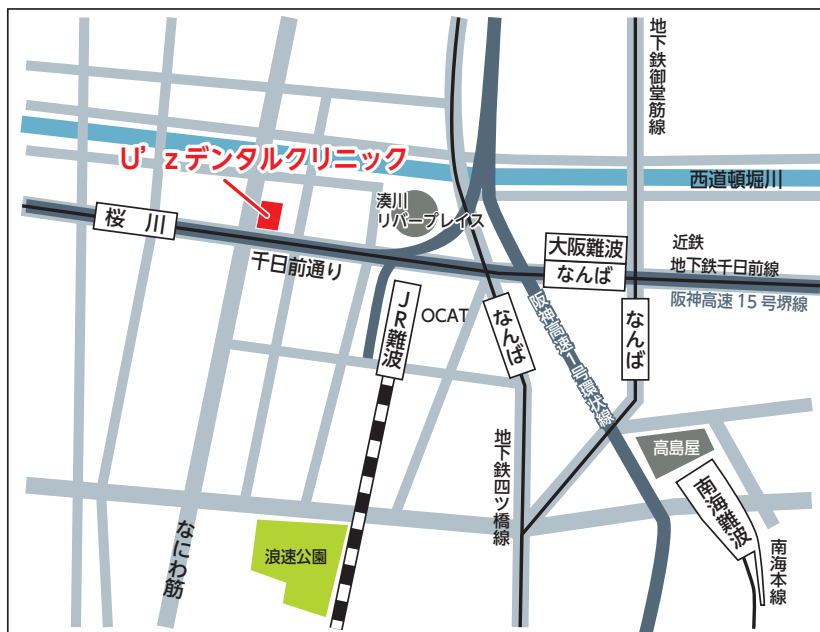 地下鉄御堂筋線
U’zデンタルクリニック
西道頓堀川
湊川
リバープレイス
桜 川
千日前通り
大阪難波
なんば
近鉄
地下鉄千日前線
阪神高速15号堺線
JR難波
OCAT
なんば
阪神高速1号環状線
なんば
高島屋
地下鉄四ツ橋線
南海難波
なにわ筋
浪速公園
南海本線